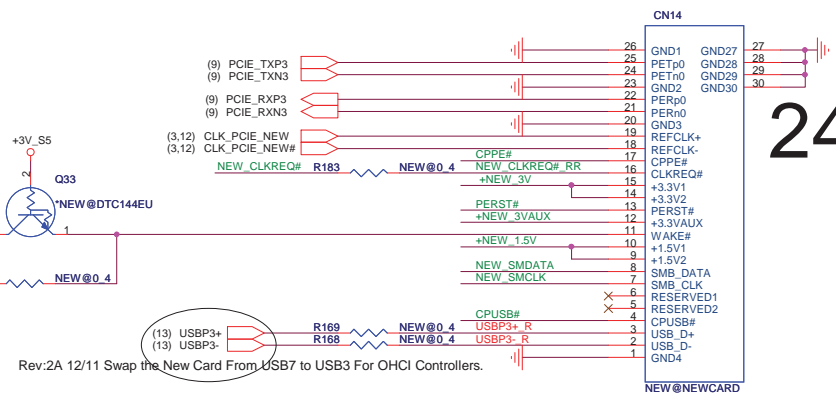 CN14
26 GND1 GND27 27
(9) PCIE_TXP3 25 PETp0 GND28 28
(9) PCIE_TXN3 24 PETn0 GND29 29
23 GND2 GND30 30
(9) PCIE_RXP3 22 PERp0
(9) PCIE_RXN3 21 PERn0
20 GND3
24
(3,12) CLK_PCIE_NEW 19 REFCLK+
(3,12) CLK_PCIE_NEW# 18 REFCLK-
+3V_S5
CPPE# 17 CPPE#
NEW_CLKREQ# R183 NEW@0_4 NEW_CLKREQ#_RR 16 CLKREQ#
2 Q33
+NEW_3V 15 +3.3V1
14 +3.3V2
*NEW@DTC144EU
PERST# 13 PERST#
+NEW_3VAUX 12 +3.3VAUX
1 11 WAKE#
+NEW_1.5V 10 +1.5V1
9 +1.5V2
NEW_SMDATA 8 SMB_DATA
NEW@0_4 NEW_SMCLK 7 SMB_CLK
6 RESERVED1
5 RESERVED2
CPUSB# 4 CPUSB#
(13) USBP3+ R169 NEW@0_4 USBP3+_R 3 USB_D+
(13) USBP3- R168 NEW@0_4 USBP3-_R 2 USB_D-
1 GND4
Rev:2A 12/11 Swap the New Card From USB7 to USB3 For OHCI Controllers.
NEW@NEWCARD